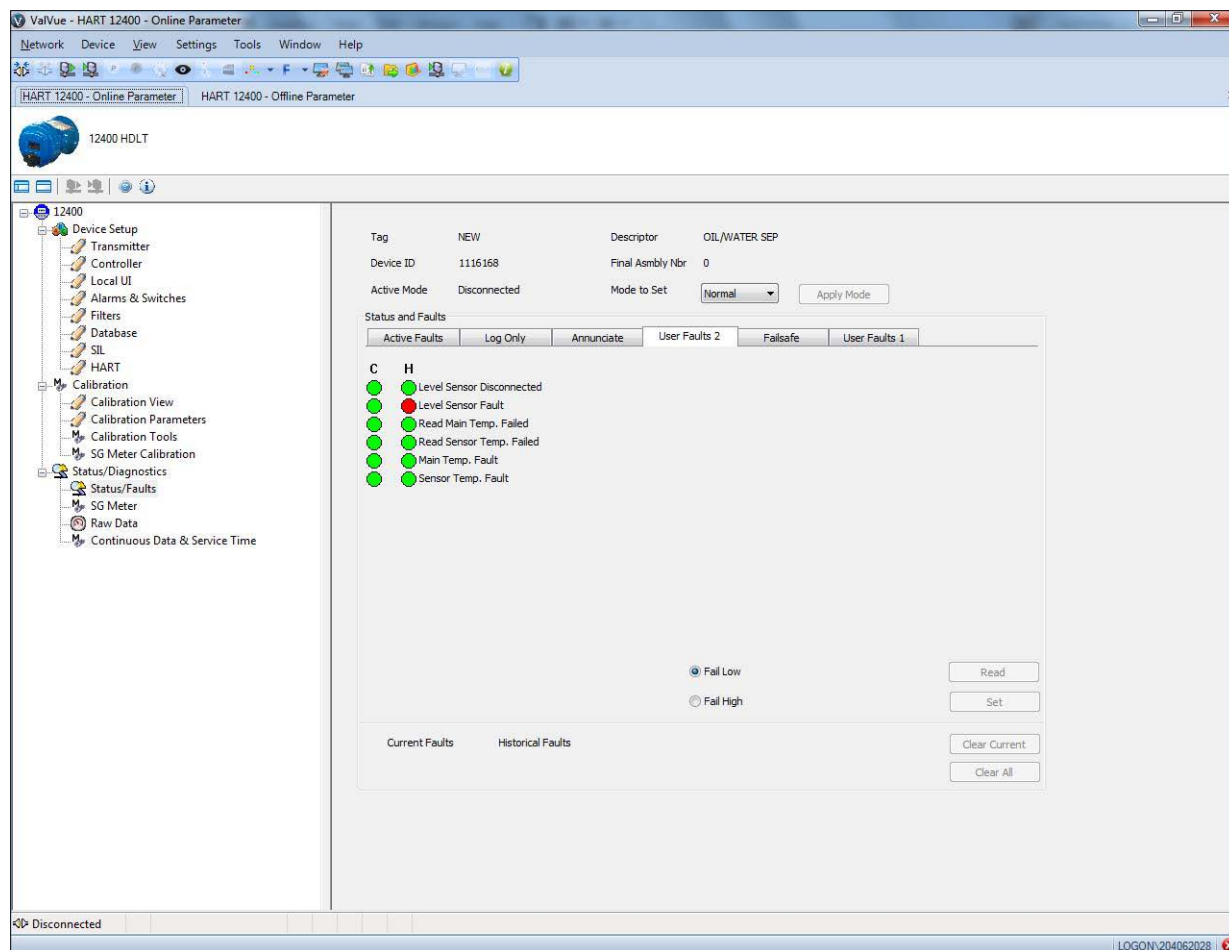 ValVue - HART 12400 - Online Parameter
Network Device View Settings Tools Window Help
F
HART 12400 - Online Parameter HART 12400 - Offline Parameter
12400 HDLT
12400
Device Setup
Transmitter
Controller
Local UI
Alarms & Switches
Filters
Database
SIL
HART
Calibration
Calibration View
Calibration Parameters
Calibration Tools
SG Meter Calibration
Status/Diagnostics
Status/Faults
SG Meter
Raw Data
Continuous Data & Service Time
Tag NEW Descriptor OIL/WATER SEP
Device ID 1116168 Final Asmbly Nbr 0
Active Mode Disconnected Mode to Set Normal Apply Mode
Status and Faults
Active Faults Log Only Annunciate User Faults 2 Failsafe User Faults 1
C H
Level Sensor Disconnected
Level Sensor Fault
Read Main Temp. Failed
Read Sensor Temp. Failed
Main Temp. Fault
Sensor Temp. Fault
Fail Low Read
Fail High Set
Current Faults Historical Faults Clear Current
Clear All
Disconnected
LOGON\204062028